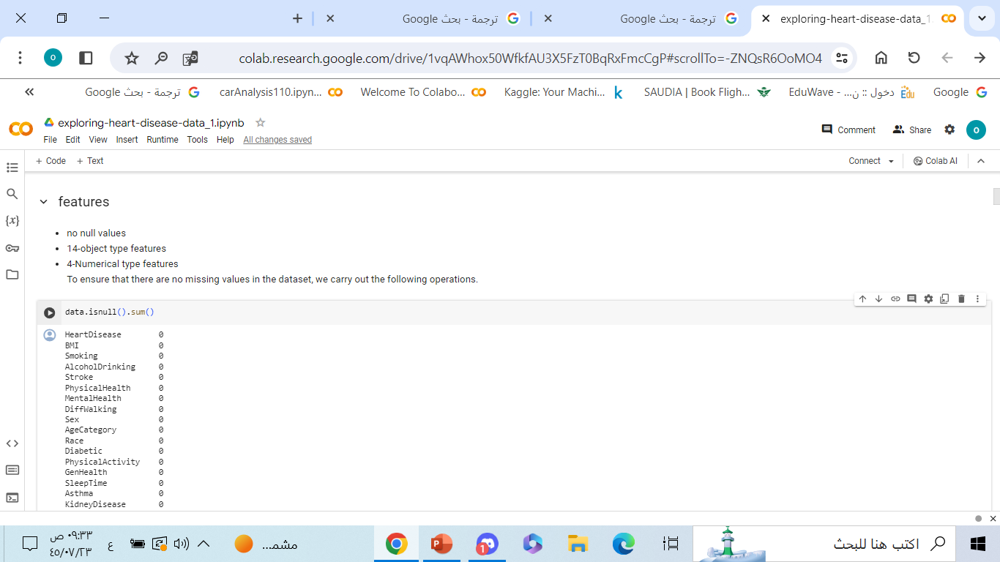 ترجمة - بحث Google
ترجمة - بحث Google
exploring-heart-disease-data_1
colab.research.google.com/drive/1vqAWhox50WfkfAU3X5FzT0BqRxFmcCgP#scrollTo=-ZNQsR6OoMO4
ترجمة - بحث Google
carAnalysis110.ipyn...
Welcome To Colabo...
Kaggle: Your Machi...
SAUDIA | Book Fligh...
EduWave - دخول :: ن...
Google
exploring-heart-disease-data_1.ipynb
File Edit View Insert Runtime Tools Help All changes saved
Comment Share
+ Code + Text
Connect Colab AI
features
• no null values
• 14-object type features
• 4-Numerical type features
To ensure that there are no missing values in the dataset, we carry out the following operations.
data.isnull().sum()
HeartDisease 0
BMI 0
Smoking 0
AlcoholDrinking 0
Stroke 0
PhysicalHealth 0
MentalHealth 0
DiffWalking 0
Sex 0
AgeCategory 0
Race 0
Diabetic 0
PhysicalActivity 0
GenHealth 0
SleepTime 0
Asthma 0
KidneyDisease 0
٠٩:٣٣ ص
٤٥/٠٧/٢٣
ع
مشمـ...
1
اكتب هنا للبحث